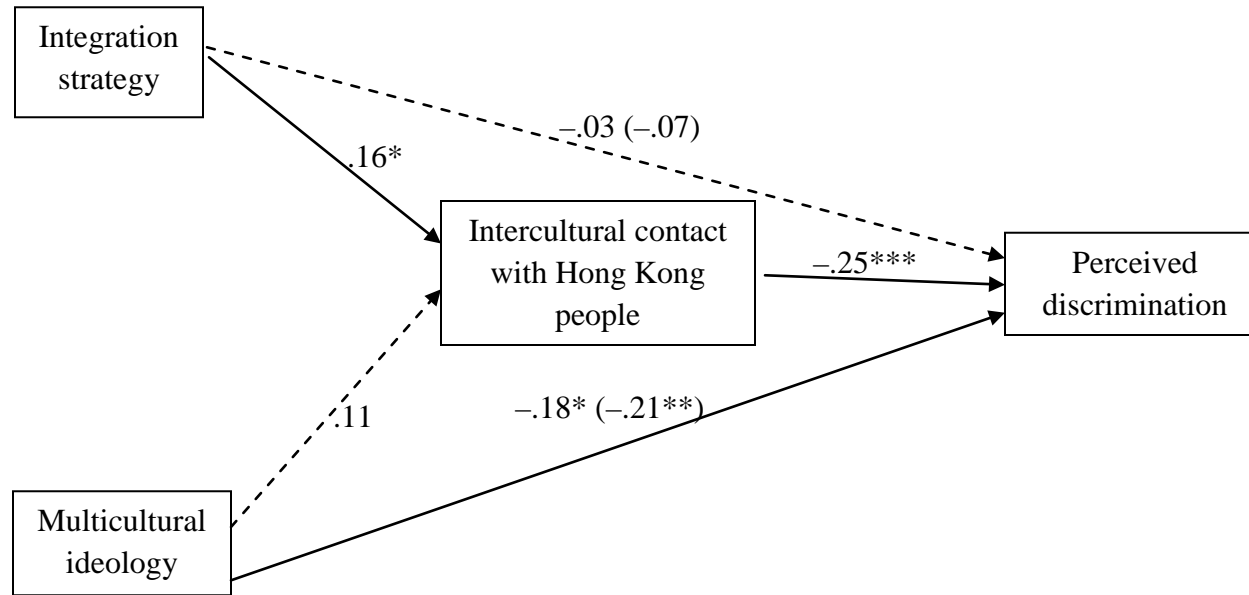 Integration
strategy
–.03 (–.07)
.16*
Intercultural contact
with Hong Kong
people
–.25***
Perceived
discrimination
–.18* (–.21**)
.11
Multicultural
ideology